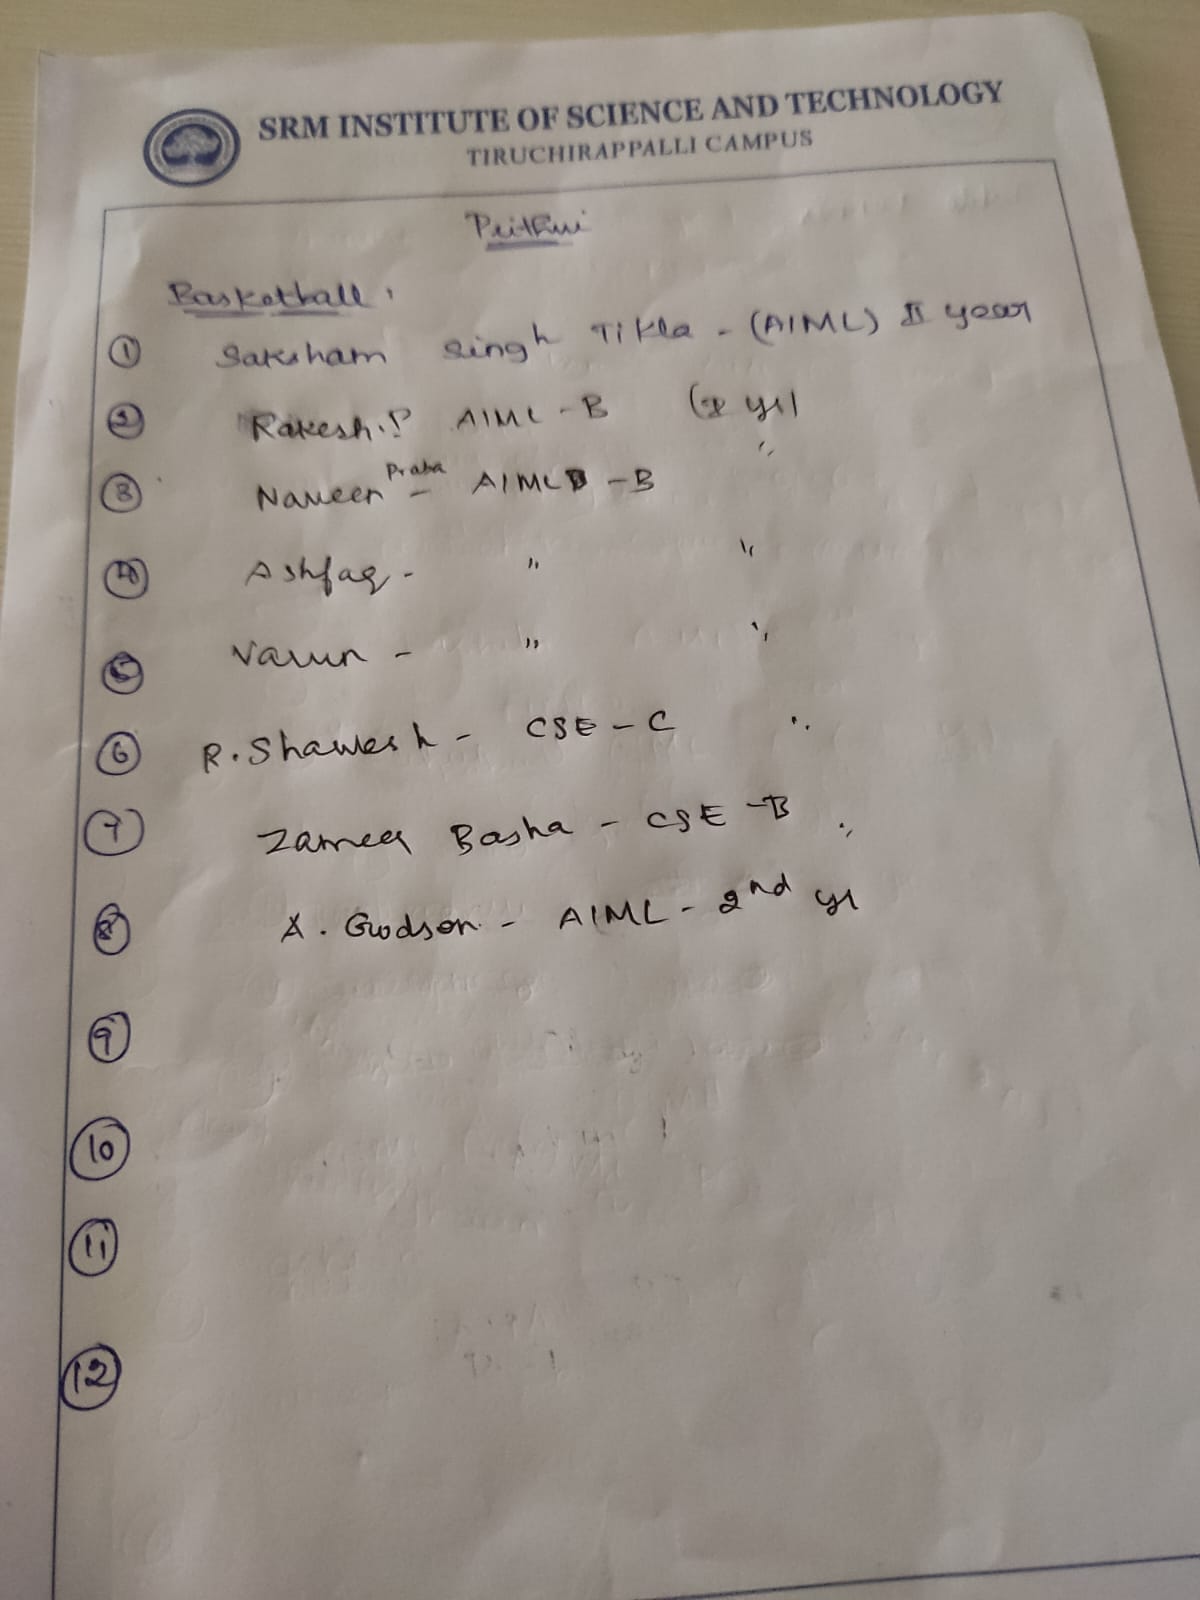 SRM INSTITUTE OF SCIENCE AND TECHNOLOGY
TIRUCHIRAPPALLI CAMPUS
Prithvi
Basketball :
① Saksham Singh Tikla - (AIML) II year
② Rakesh.P AIML - B (I yr)
③ Naveen Praba - AIML - B "
④ Ashfaq - " "
⑤ Varun - " "
⑥ R. Sharvesh - CSE - C "
⑦ Zameer Basha - CSE - B "
⑧ A. Godson - AIML - 2nd yr
⑨
⑩
⑪
⑫